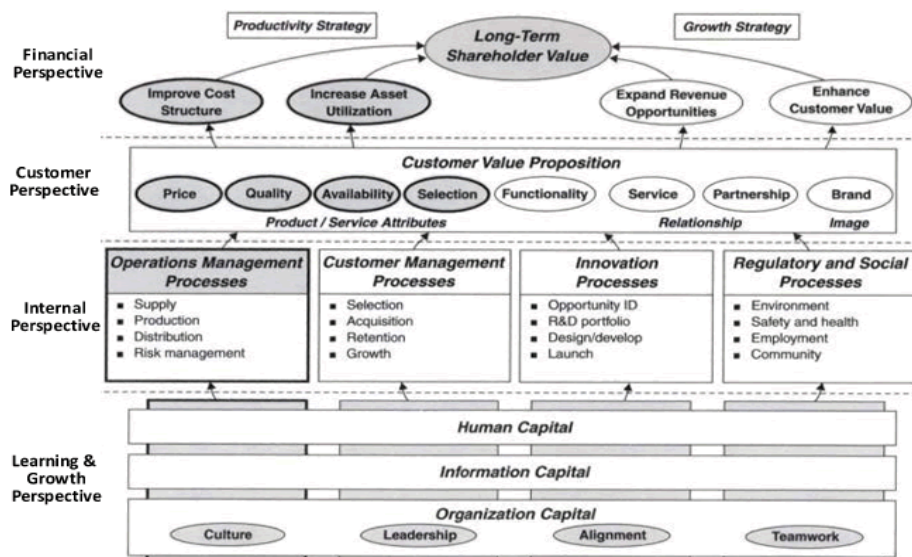 Productivity Strategy
Long-Term
Shareholder Value
Growth Strategy
Financial
Perspective
Improve Cost
Structure
Increase Asset
Utilization
Expand Revenue
Opportunities
Enhance
Customer Value
Customer
Perspective
Customer Value Proposition
Price
Quality
Availability
Selection
Functionality
Service
Partnership
Brand
Product / Service Attributes
Relationship
Image
Internal
Perspective
Operations Management
Processes
Supply
Production
Distribution
Risk management
Customer Management
Processes
Selection
Acquisition
Retention
Growth
Innovation
Processes
Opportunity ID
R&D portfolio
Design/develop
Launch
Regulatory and Social
Processes
Environment
Safety and health
Employment
Community
Learning &
Growth
Perspective
Human Capital
Information Capital
Organization Capital
Culture
Leadership
Alignment
Teamwork